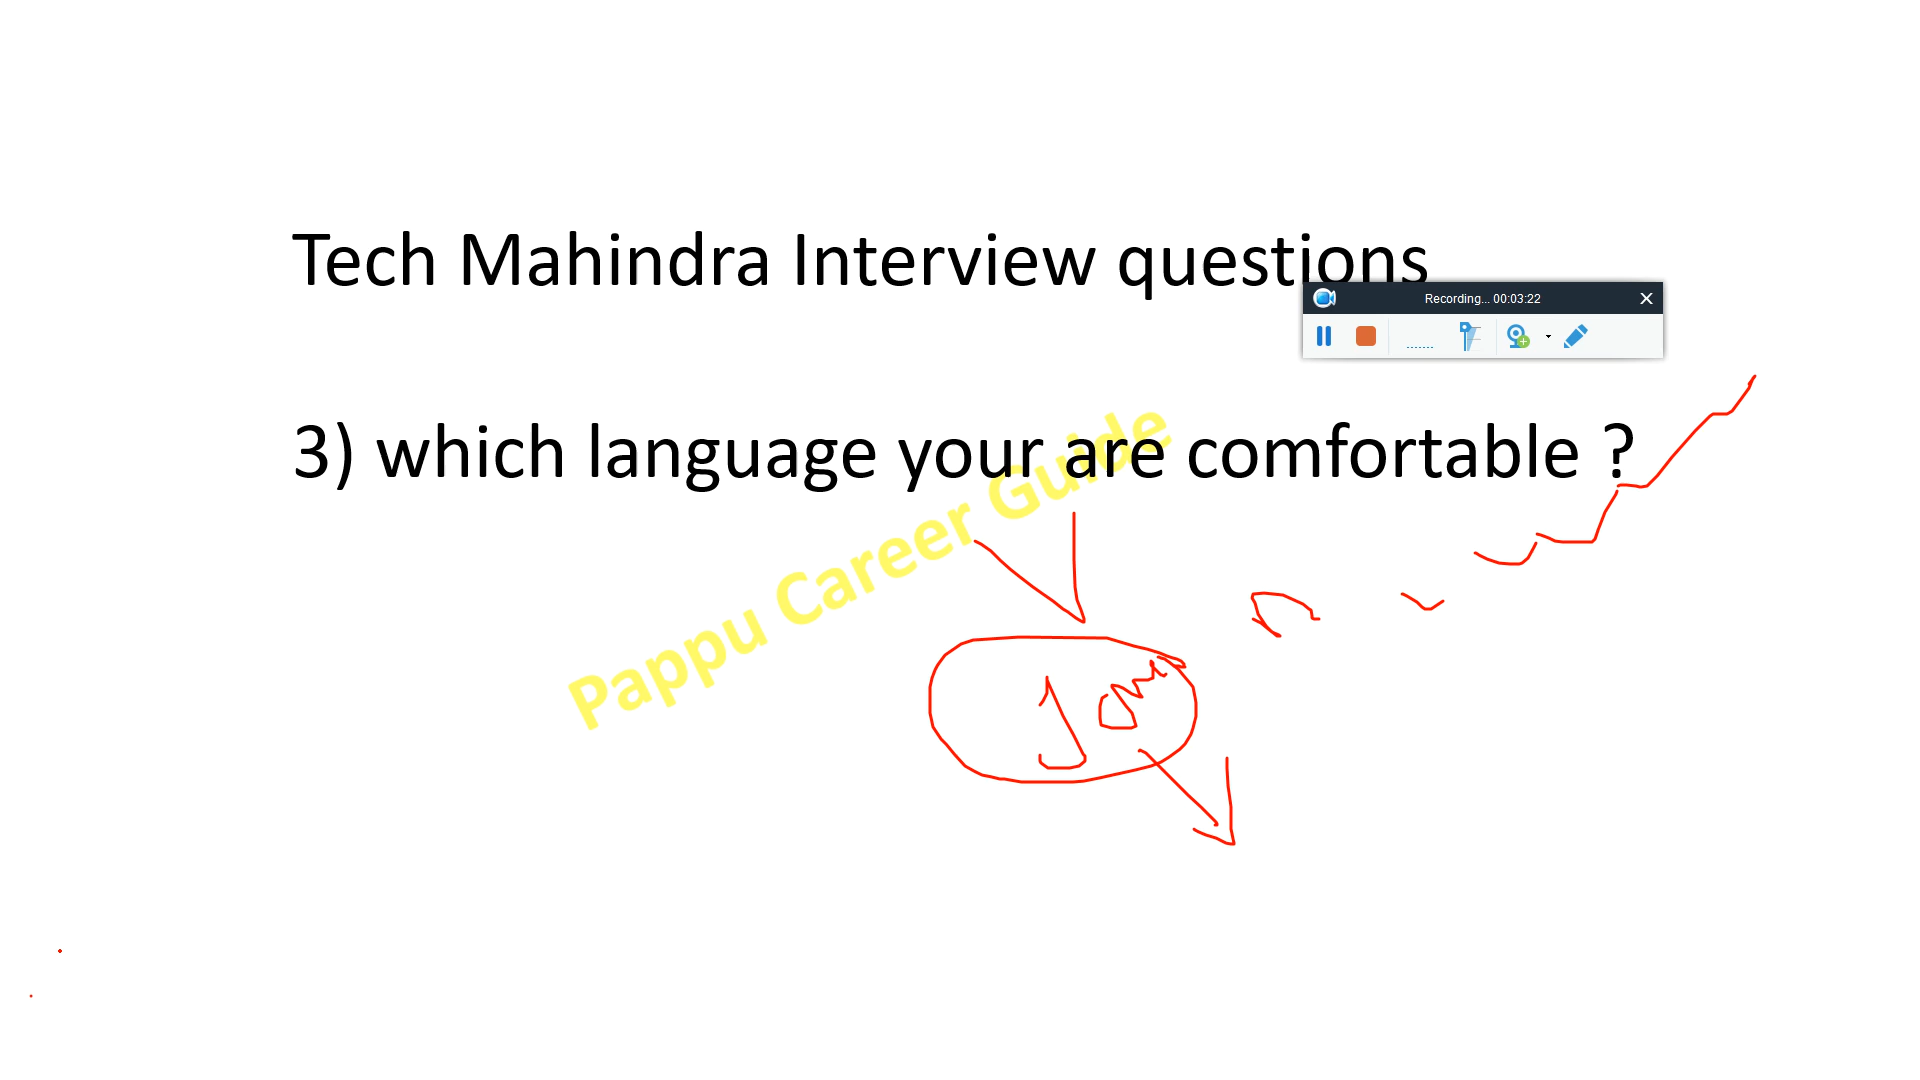 Tech Mahindra Interview questions
Recording... 00:03:22
3) which language your are comfortable ?
Pappu Career Guide